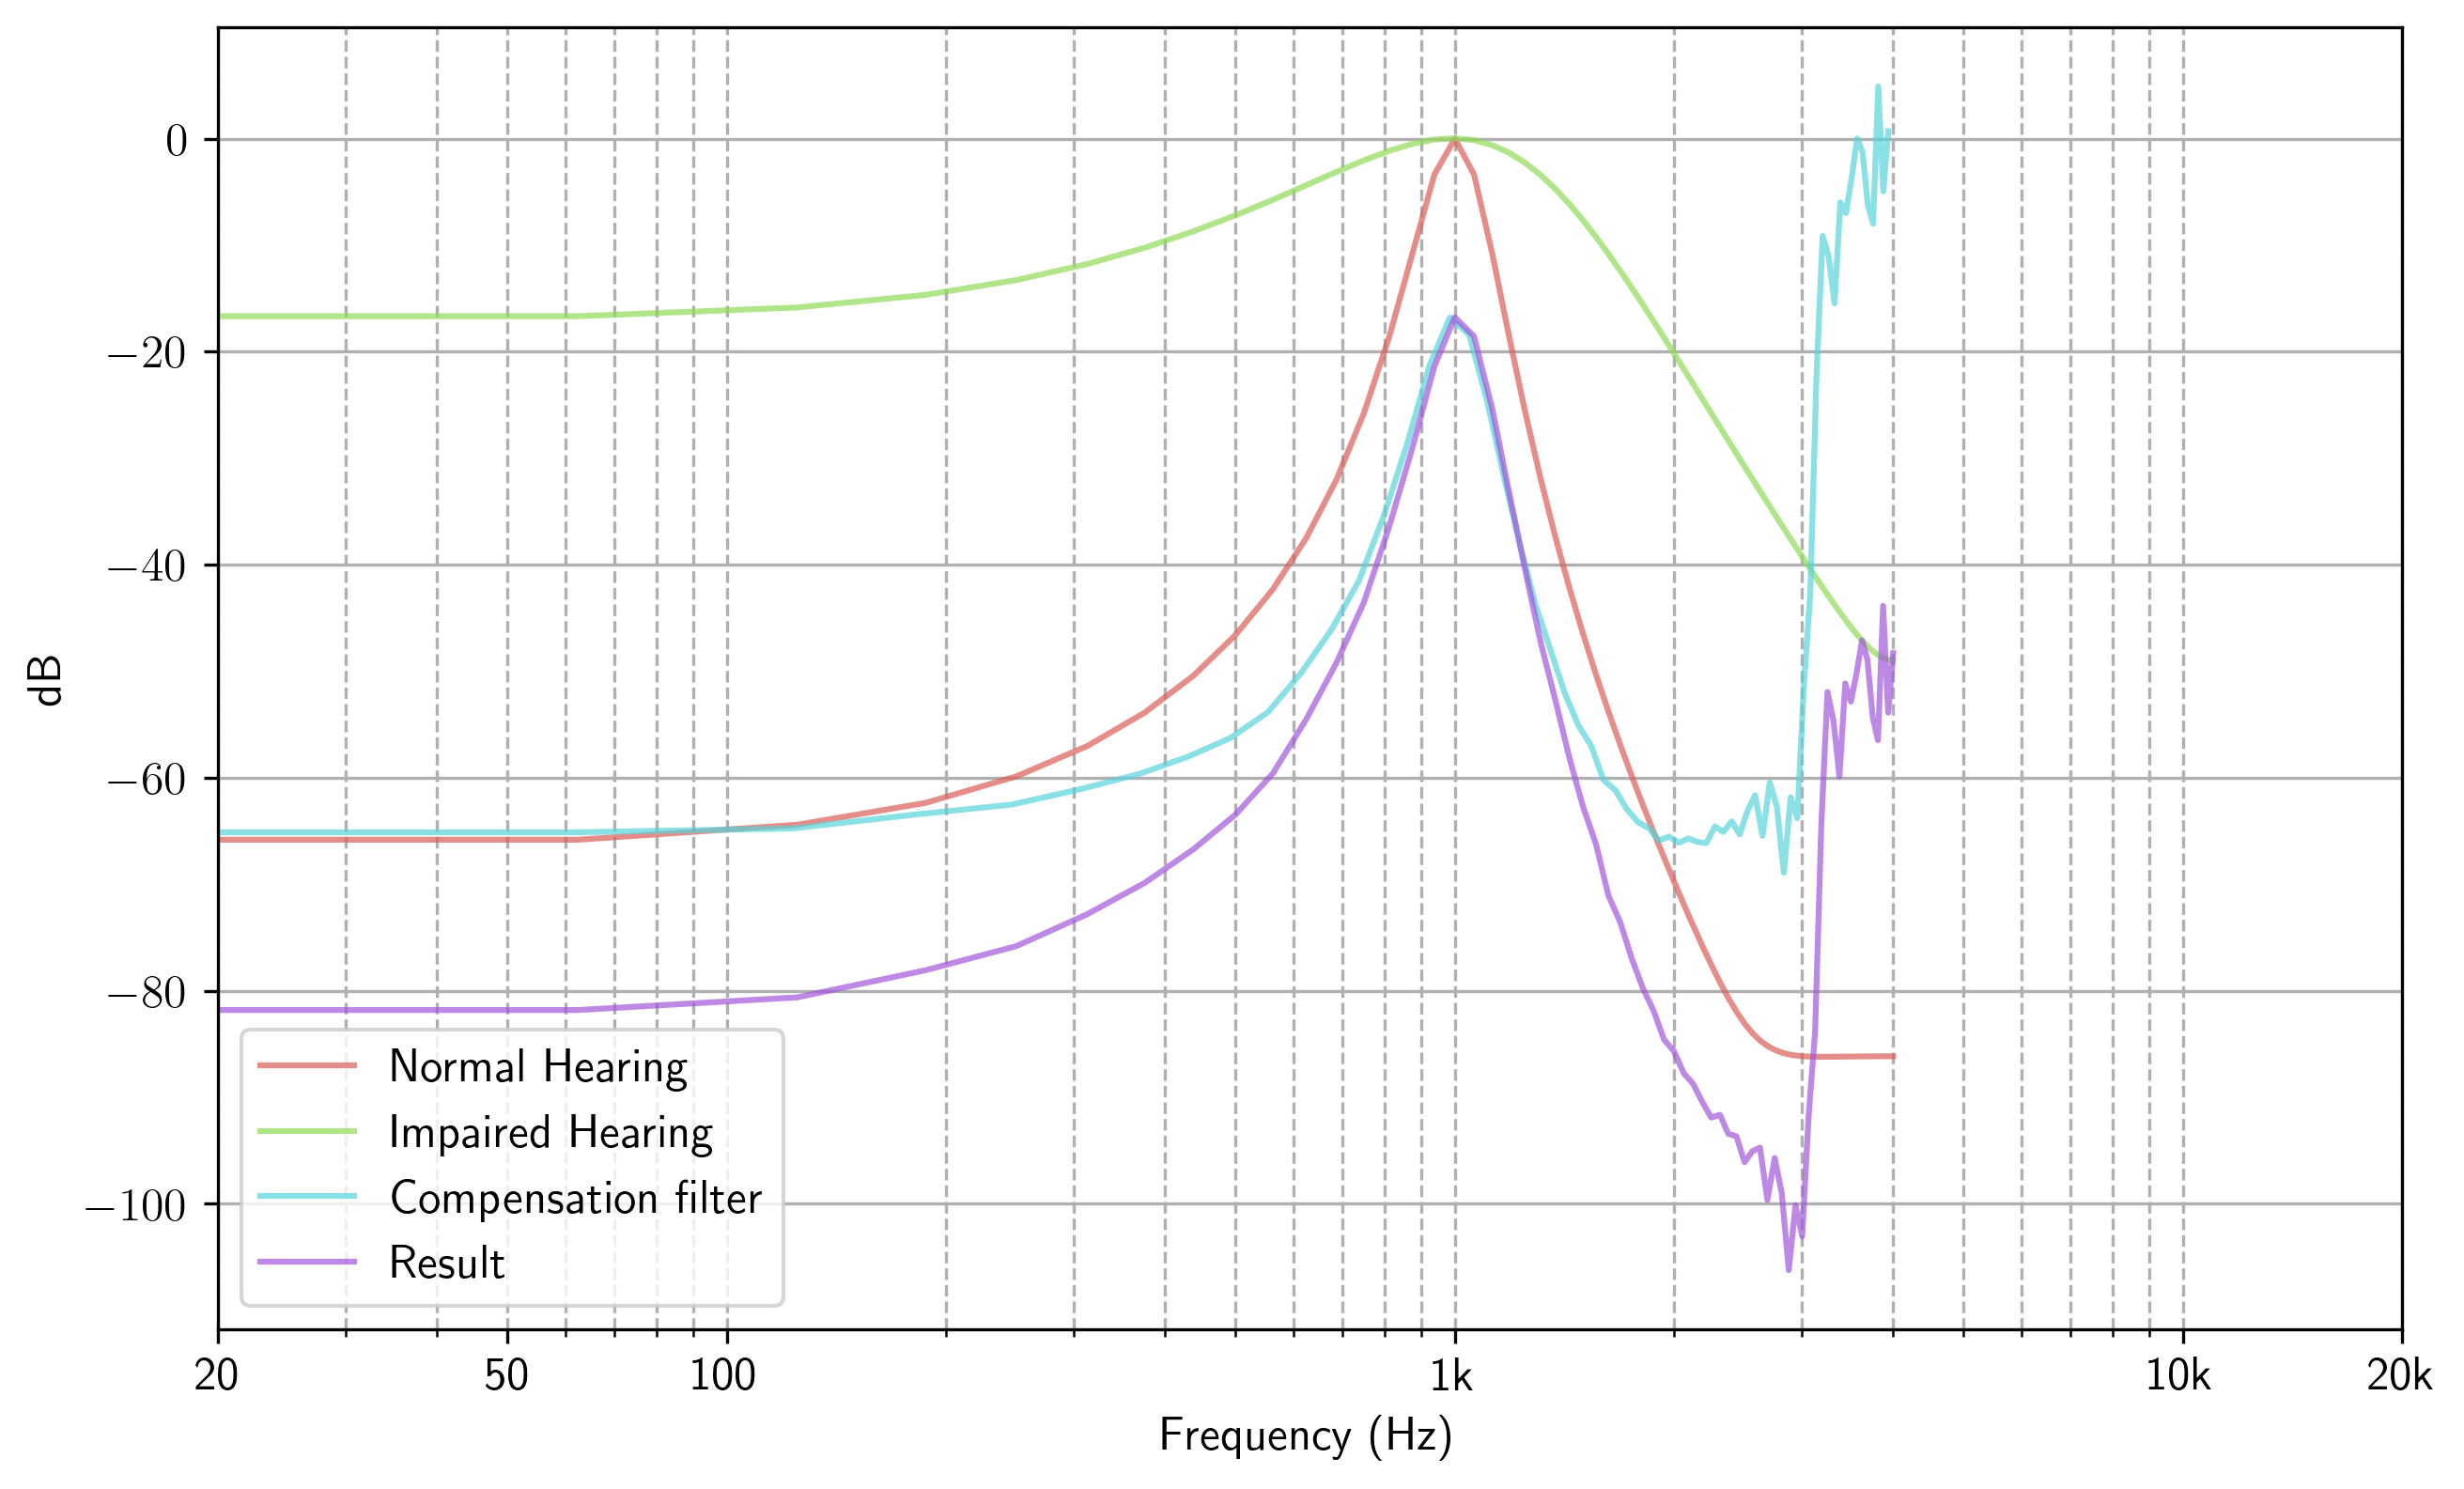 0
−20
−40
−60
−80
−100
dB
Normal Hearing
Impaired Hearing
Compensation filter
Result
20 50 100 1k 10k 20k
Frequency (Hz)